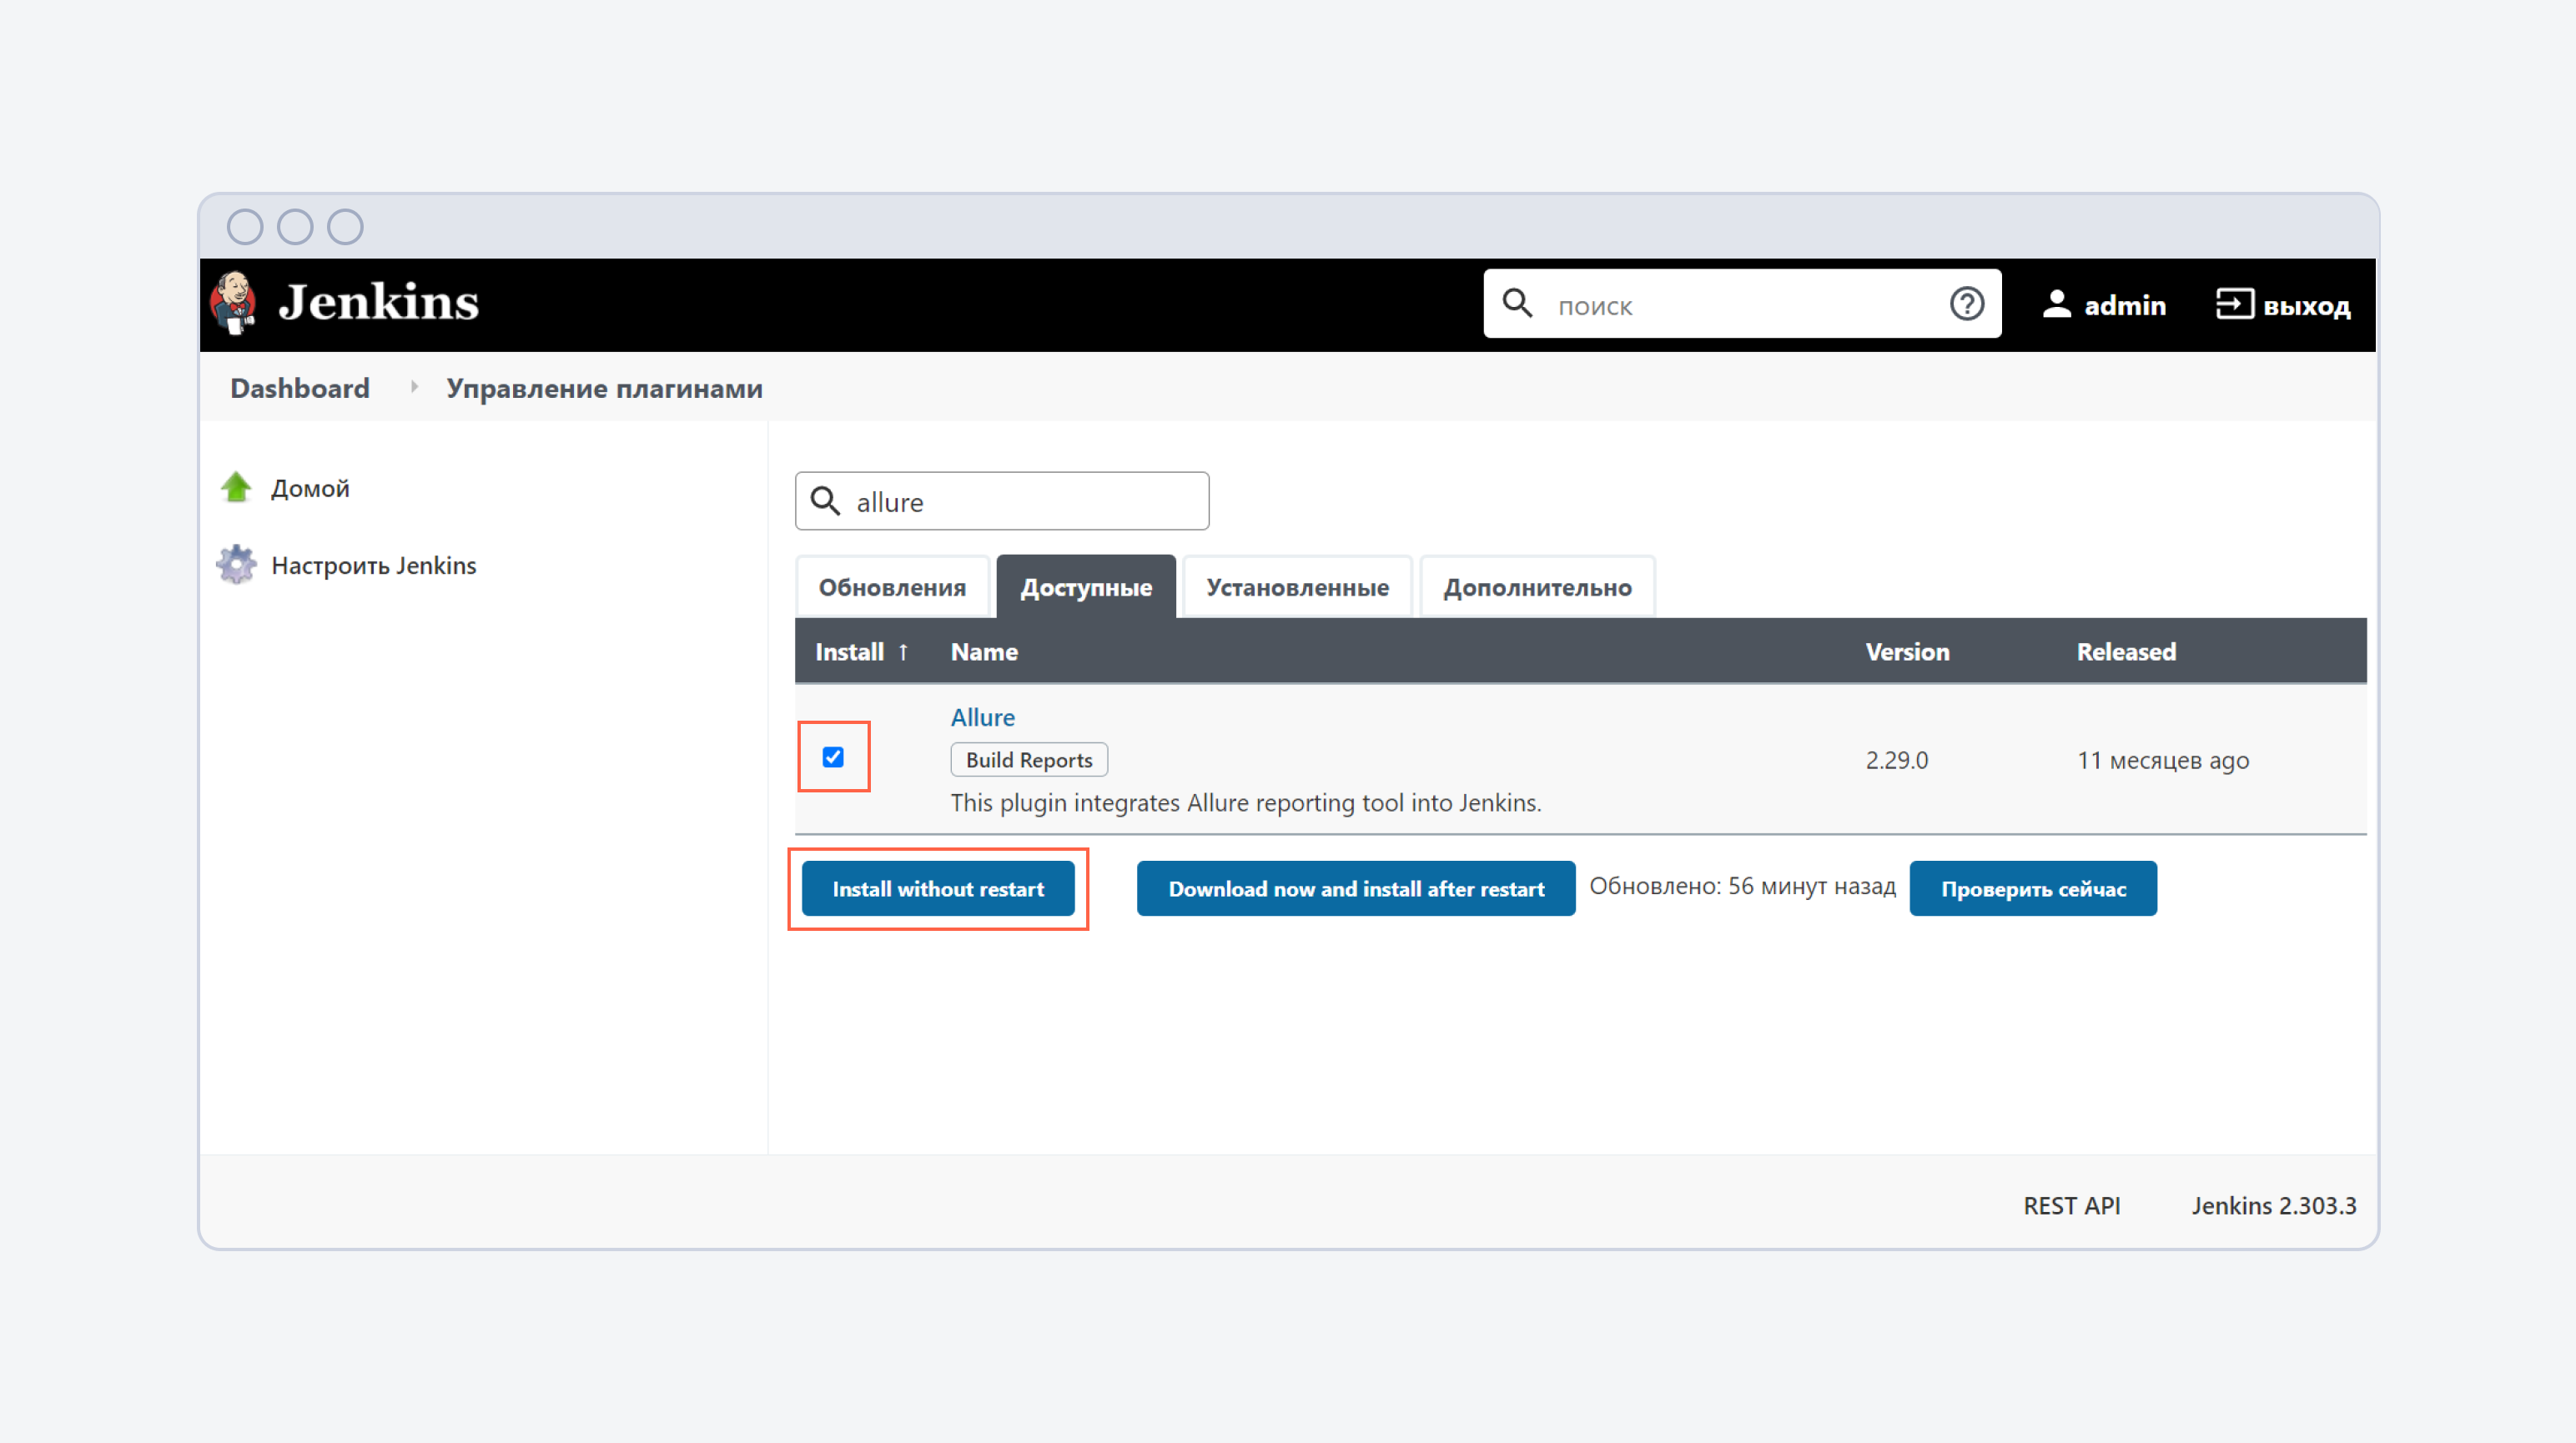 Jenkins
поиск
admin
выход
Dashboard
Управление плагинами
Домой
Настроить Jenkins
allure
Обновления
Доступные
Установленные
Дополнительно
Install ↑ Name Version Released
Allure
Build Reports
This plugin integrates Allure reporting tool into Jenkins.
2.29.0
11 месяцев ago
Install without restart
Download now and install after restart
Обновлено: 56 минут назад
Проверить сейчас
REST API
Jenkins 2.303.3